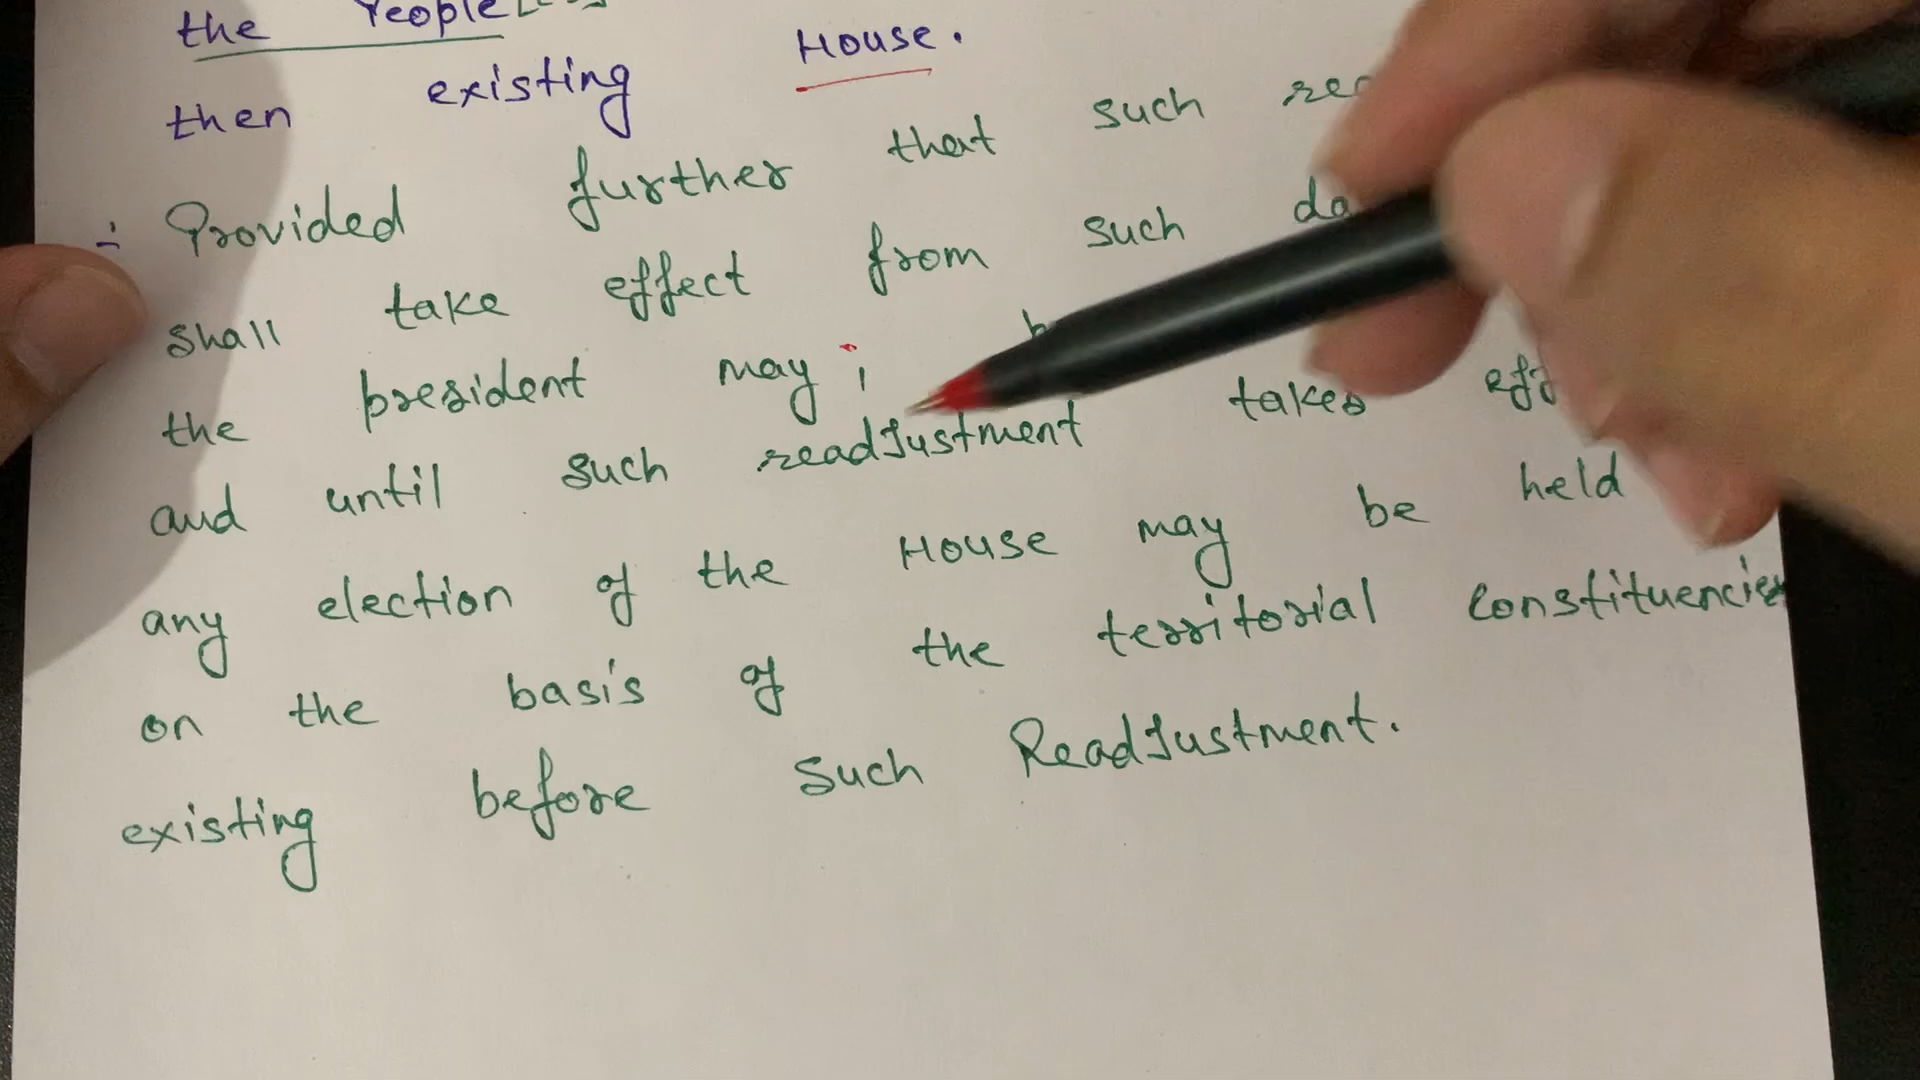 the People
then existing House.
÷ Provided further that such
shall take effect from such
the president may,
and until such readJustment takes
any election of the House may be held
on the basis of the territorial constituencies
existing before such ReadJustment.